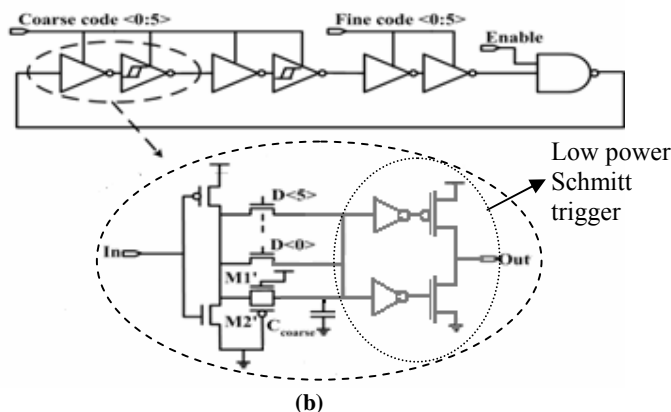 Coarse code <0:5>
Fine code <0:5>
Enable
Low power
Schmitt
trigger
D<5>
In
D<0>
Out
M1'
M2'
C coarse
(b)